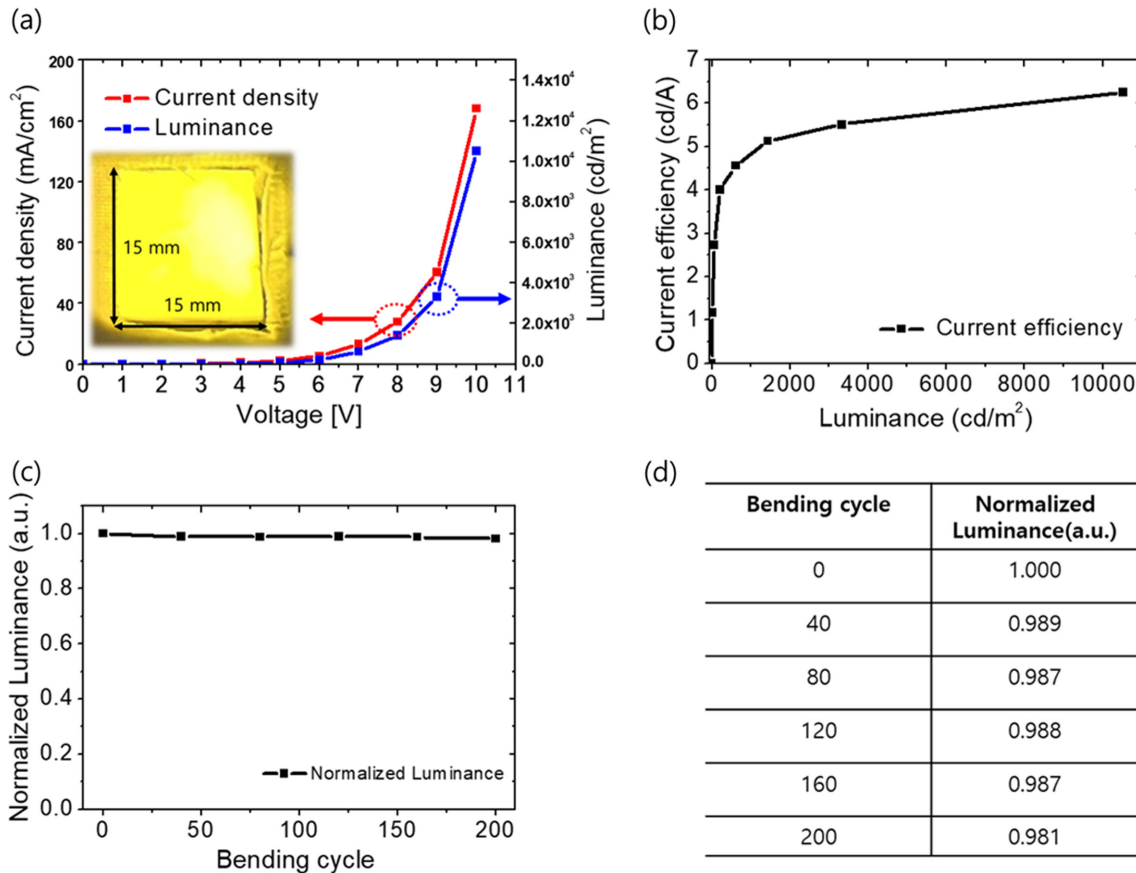 (a)
200
160
120
80
40
0
Current density (mA/cm²)
Current density
Luminance
15 mm
15 mm
1.4x10⁴
1.2x10⁴
1.0x10⁴
8.0x10³
6.0x10³
4.0x10³
2.0x10³
0.0
Luminance (cd/m²)
0 1 2 3 4 5 6 7 8 9 10 11
Voltage [V]
(b)
7
6
5
4
3
2
1
0
Current efficiency (cd/A)
Current efficiency
0 2000 4000 6000 8000 10000
Luminance (cd/m²)
(c)
1.0
0.8
0.6
0.4
0.2
0.0
Normalized Luminance (a.u.)
Normalized Luminance
0 50 100 150 200
Bending cycle
(d)
Bending cycle Normalized
Luminance(a.u.)
0 1.000
40 0.989
80 0.987
120 0.988
160 0.987
200 0.981